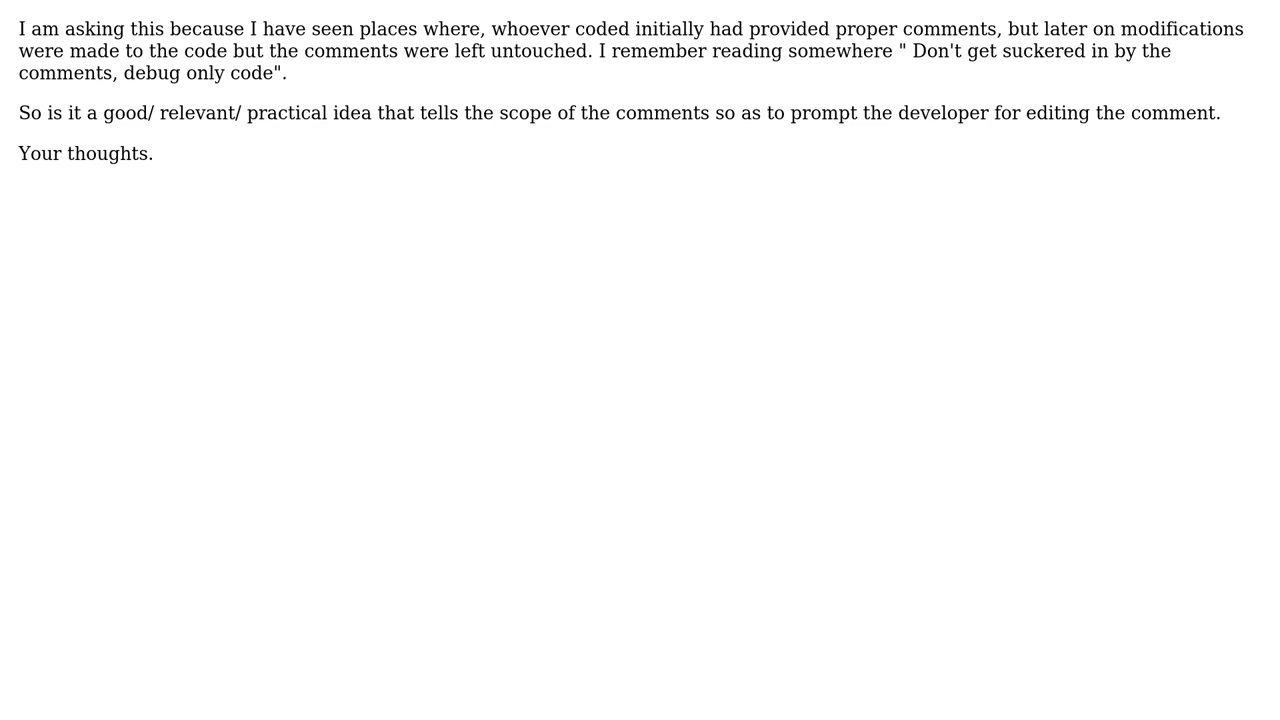 I am asking this because I have seen places where, whoever coded initially had provided proper comments, but later on modifications
were made to the code but the comments were left untouched. I remember reading somewhere " Don't get suckered in by the
comments, debug only code".
So is it a good/ relevant/ practical idea that tells the scope of the comments so as to prompt the developer for editing the comment.
Your thoughts.